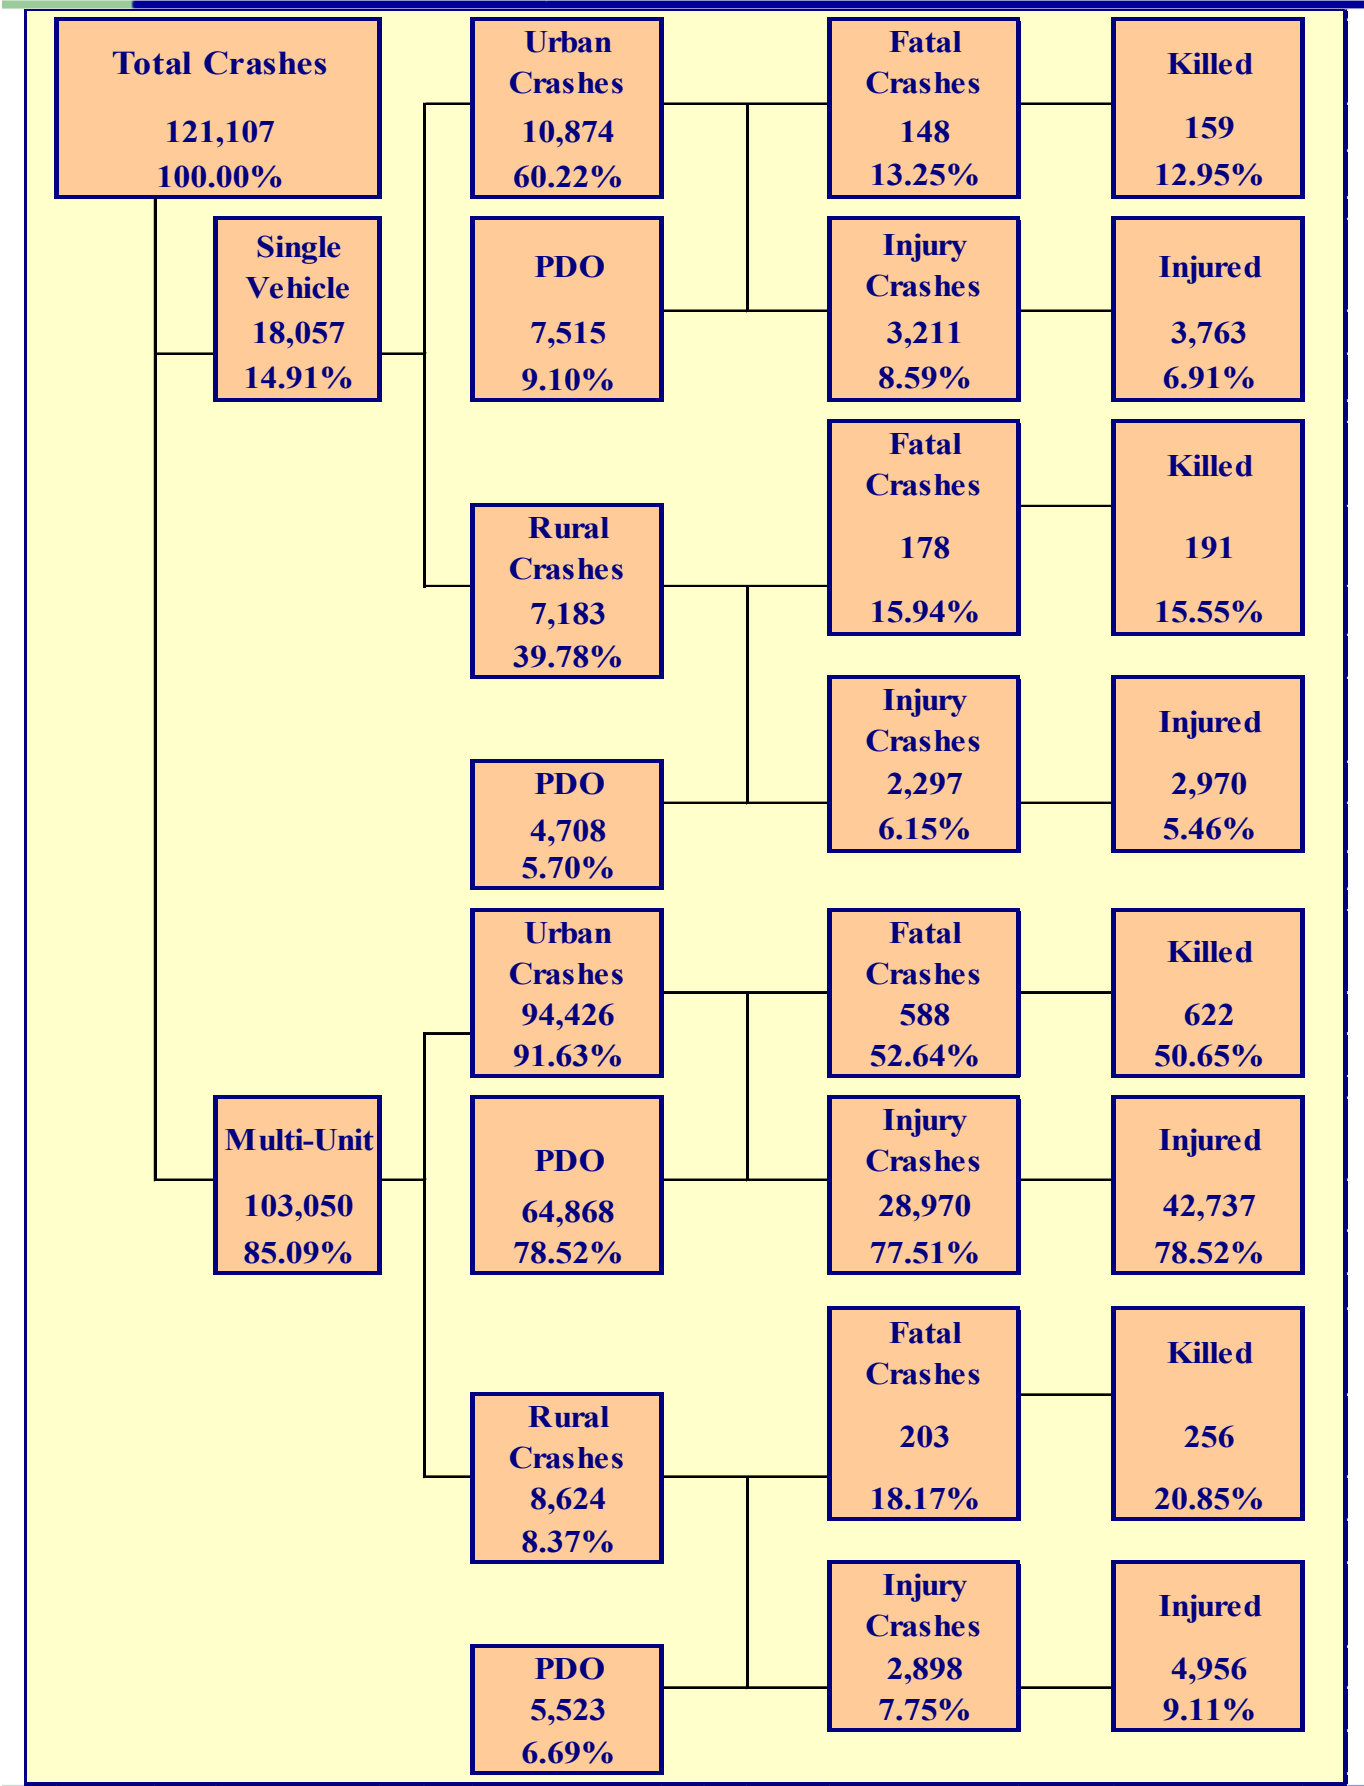 Total Crashes
121,107
100.00%
Single
Vehicle
18,057
14.91%
Urban
Crashes
10,874
60.22%
PDO
7,515
9.10%
Fatal
Crashes
148
13.25%
Killed
159
12.95%
Injury
Crashes
3,211
8.59%
Injured
3,763
6.91%
Rural
Crashes
7,183
39.78%
PDO
4,708
5.70%
Fatal
Crashes
178
15.94%
Killed
191
15.55%
Injury
Crashes
2,297
6.15%
Injured
2,970
5.46%
Multi-Unit
103,050
85.09%
Urban
Crashes
94,426
91.63%
PDO
64,868
78.52%
Fatal
Crashes
588
52.64%
Killed
622
50.65%
Injury
Crashes
28,970
77.51%
Injured
42,737
78.52%
Rural
Crashes
8,624
8.37%
PDO
5,523
6.69%
Fatal
Crashes
203
18.17%
Killed
256
20.85%
Injury
Crashes
2,898
7.75%
Injured
4,956
9.11%